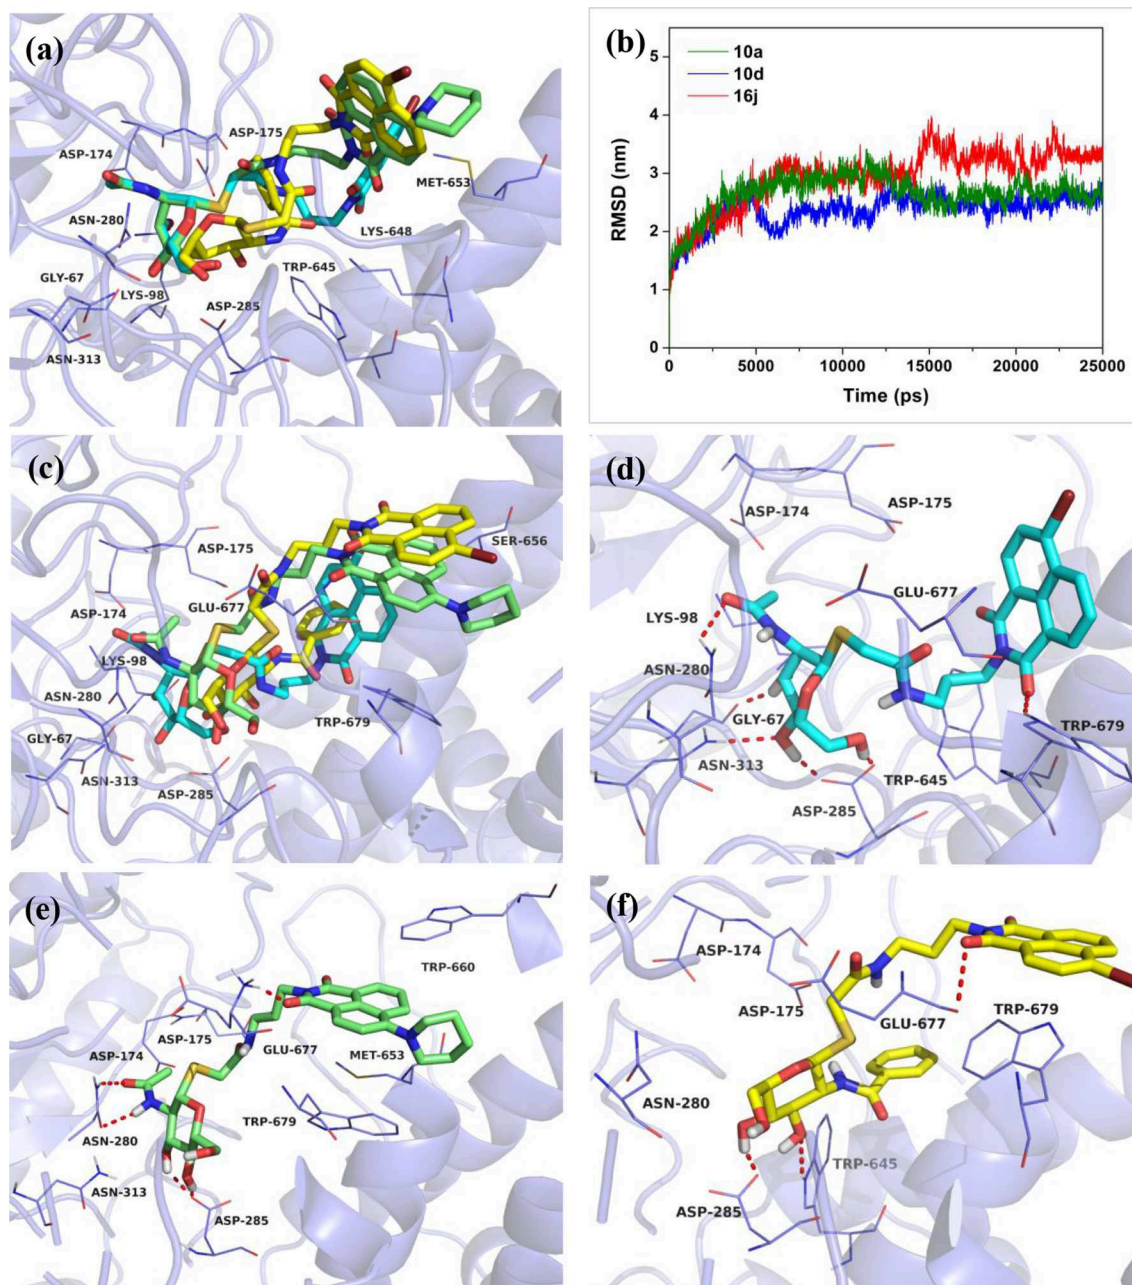 (a)
ASP-175
ASP-174
MET-653
ASN-280
LYS-648
GLY-67
TRP-645
LYS-98
ASP-285
ASN-313
(b)
10a
10d
16j
RMSD (nm)
5
4
3
2
1
0
0 5000 10000 15000 20000 25000
Time (ps)
(c)
SER-656
ASP-175
GLU-677
ASP-174
LYS-98
ASN-280
TRP-679
GLY-67
ASN-313
ASP-285
(d)
ASP-175
ASP-174
GLU-677
LYS-98
ASN-280
GLY-67
TRP-679
ASN-313
TRP-645
ASP-285
(e)
TRP-660
ASP-175
GLU-677
ASP-174
MET-653
TRP-679
ASN-280
ASN-313
ASP-285
(f)
ASP-174
ASP-175
GLU-677
TRP-679
ASN-280
TRP-645
ASP-285